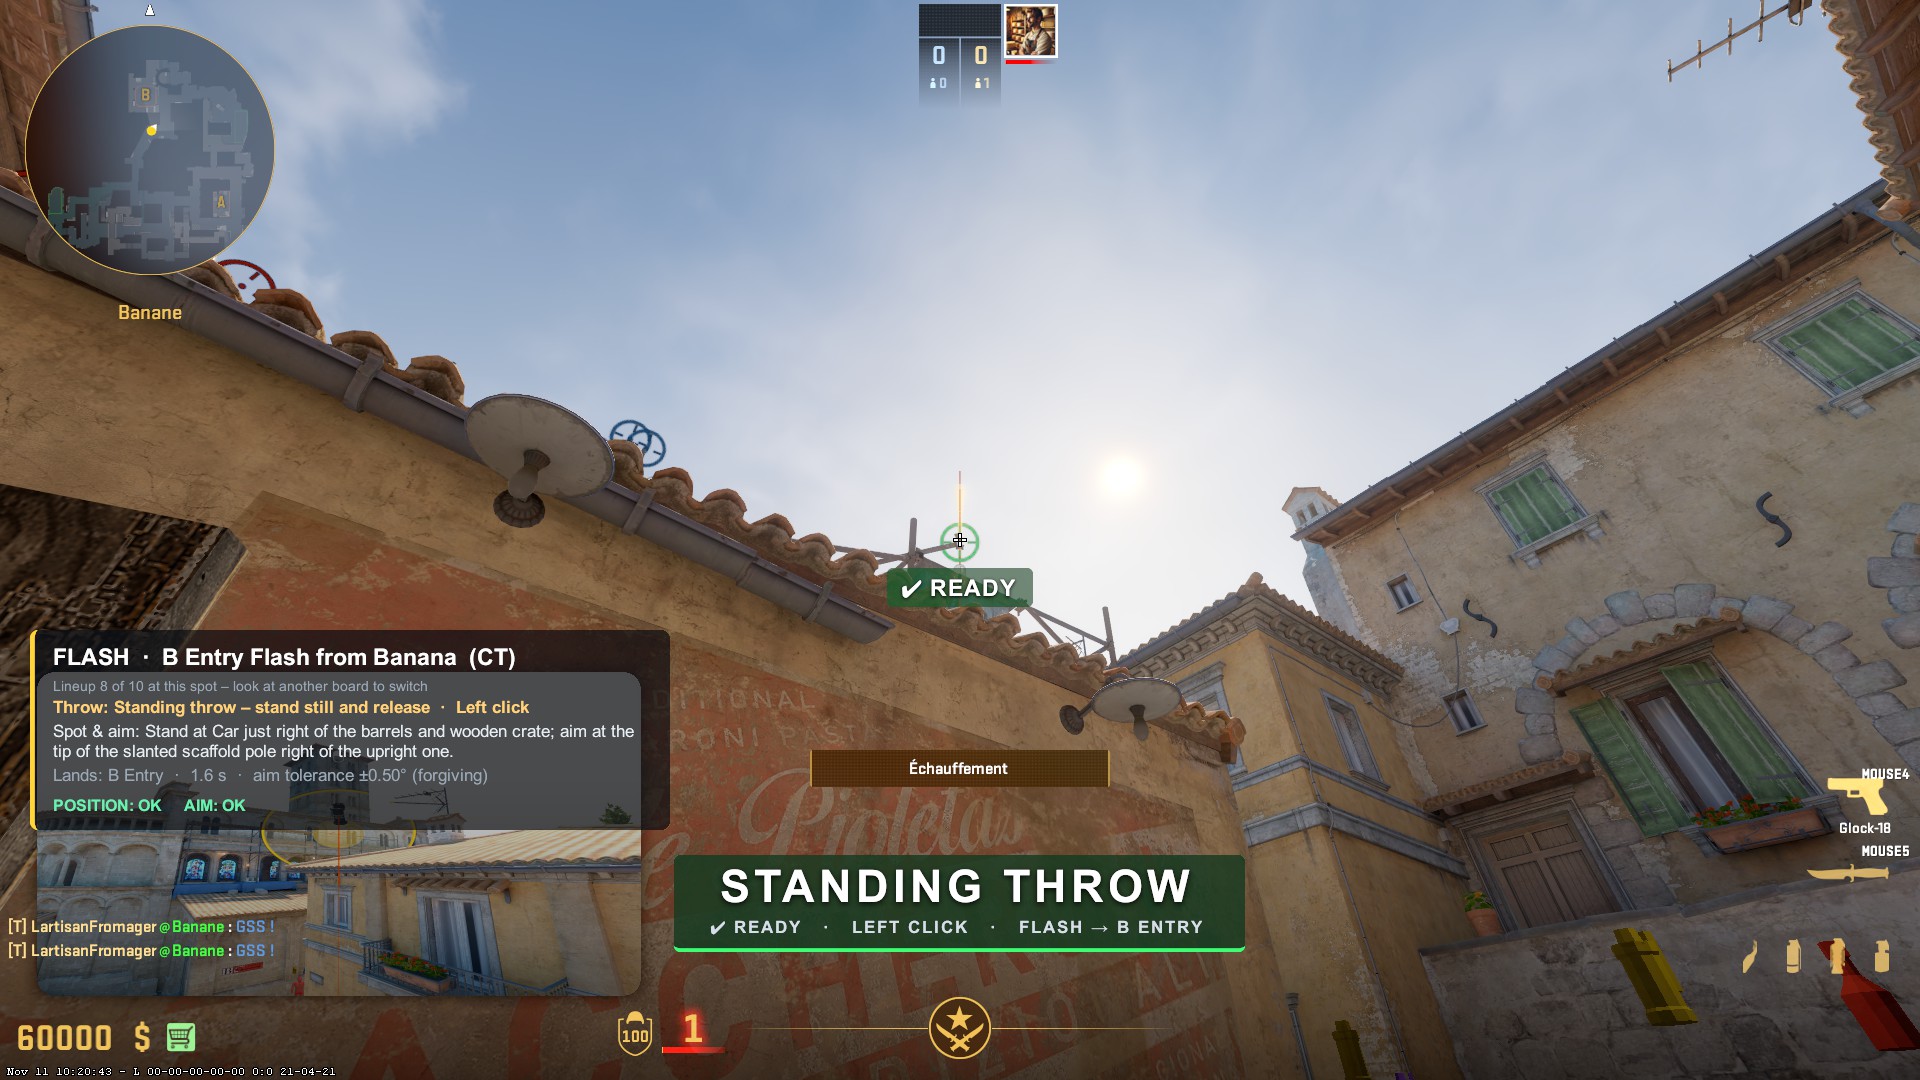 0 0
0 1
B
A
Banane
✔ READY
FLASH · B Entry Flash from Banana (CT)
Lineup 8 of 10 at this spot – look at another board to switch
Throw: Standing throw – stand still and release · Left click
Spot & aim: Stand at Car just right of the barrels and wooden crate; aim at the
tip of the slanted scaffold pole right of the upright one.
Lands: B Entry · 1.6 s · aim tolerance ±0.50° (forgiving)
POSITION: OK AIM: OK
Échauffement
MOUSE4
Glock-18
MOUSE5
STANDING THROW
✔ READY · LEFT CLICK · FLASH → B ENTRY
[T] LartisanFromager@Banane : GSS !
[T] LartisanFromager@Banane : GSS !
60000 $
100
1
Nov 11 10:20:43 - L 00-00-00-00-00 0:0 21-04-21